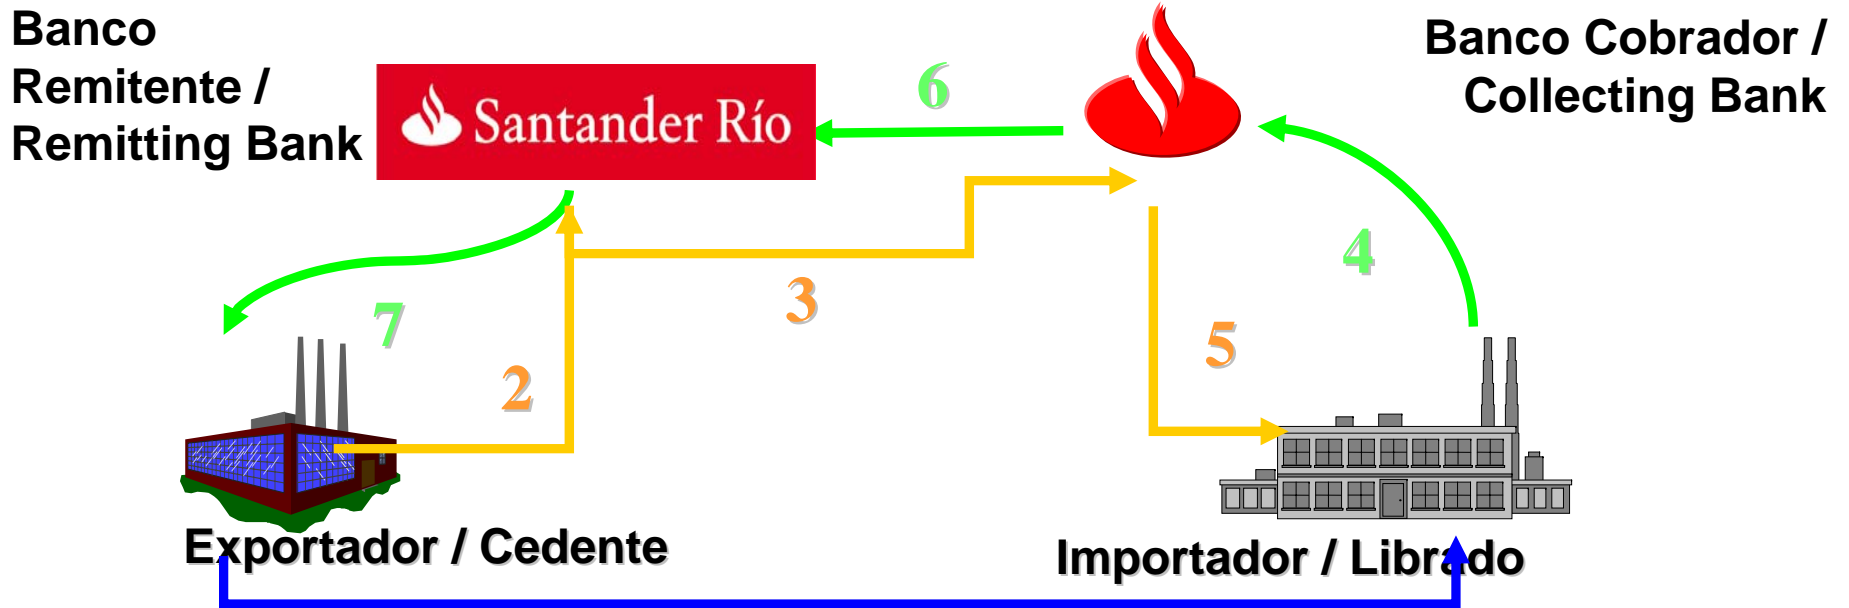 Banco
Remitente /
Remitting Bank
Santander Río
6
Banco Cobrador /
Collecting Bank
4
3
7
5
2
Exportador / Cedente
Importador / Librado